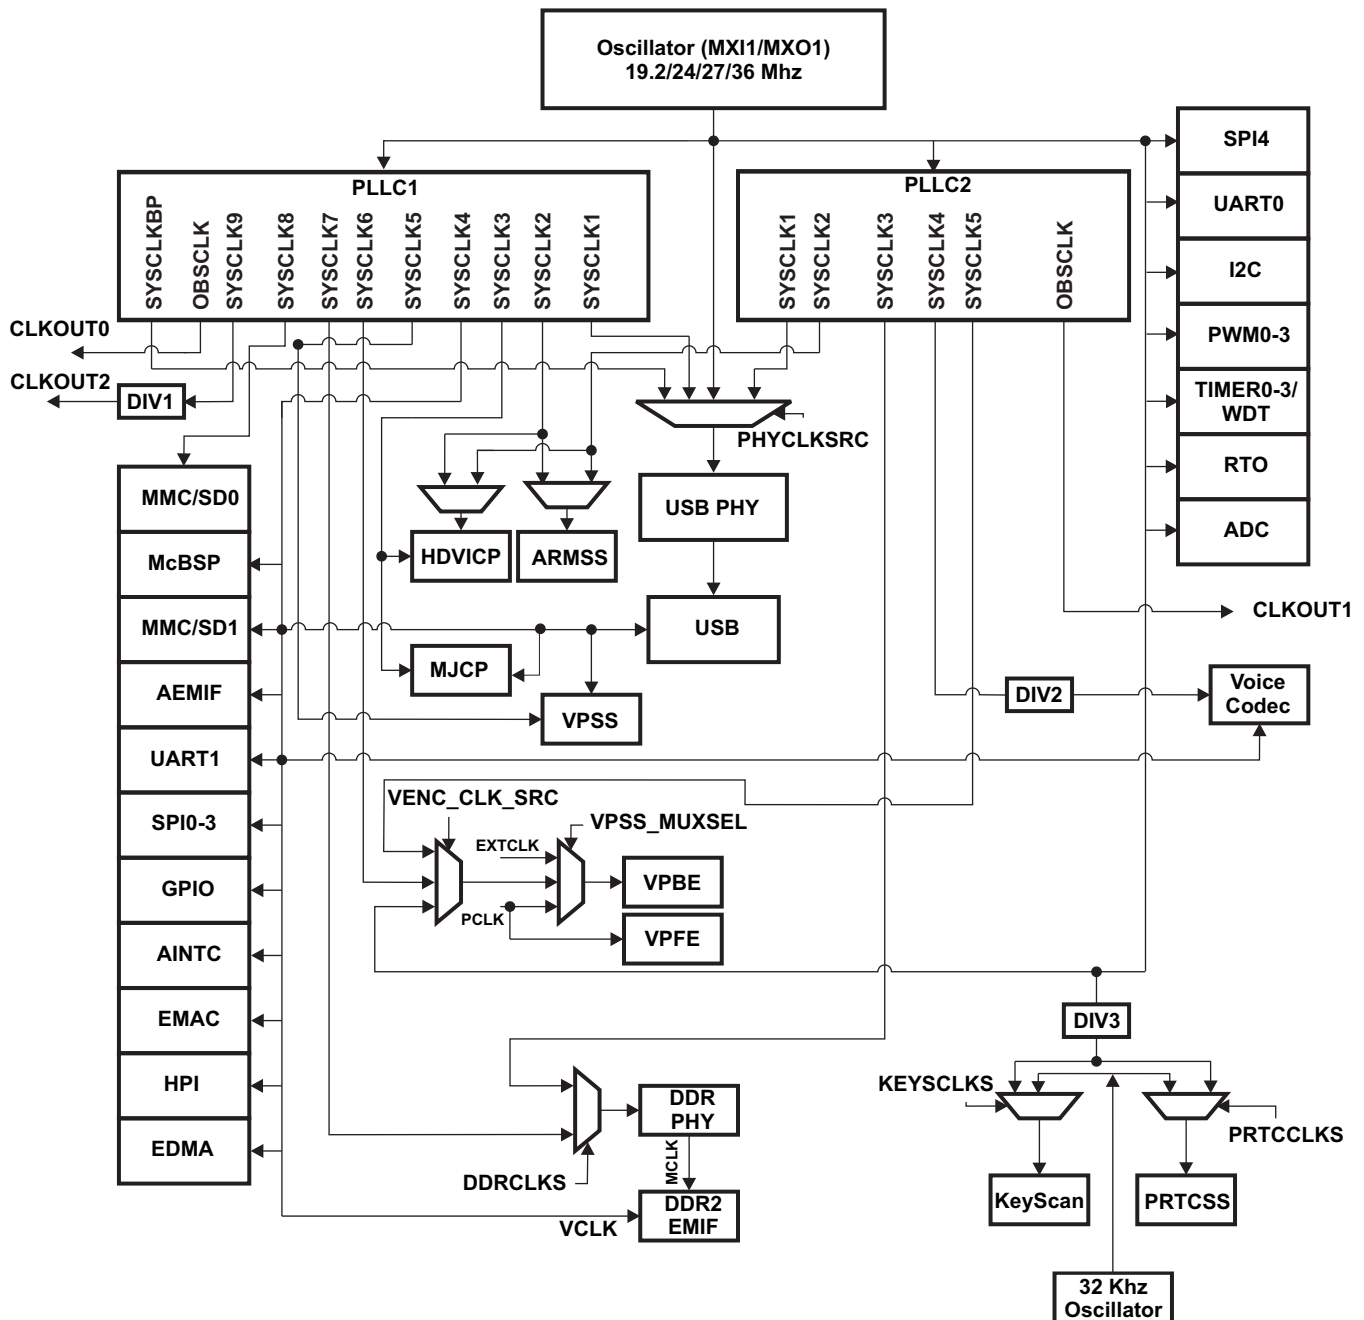 Oscillator (MXI1/MXO1)
19.2/24/27/36 Mhz
PLLC1
SYSCLKBP
OBSCLK
SYSCLK9
SYSCLK8
SYSCLK7
SYSCLK6
SYSCLK5
SYSCLK4
SYSCLK3
SYSCLK2
SYSCLK1
PLLC2
SYSCLK1
SYSCLK2
SYSCLK3
SYSCLK4
SYSCLK5
OBSCLK
SPI4
UART0
I2C
PWM0-3
TIMER0-3/
WDT
RTO
ADC
CLKOUT0
CLKOUT2
DIV1
PHYCLKSRC
MMC/SD0
McBSP
MMC/SD1
AEMIF
UART1
SPI0-3
GPIO
AINTC
EMAC
HPI
EDMA
HDVICP
ARMSS
USB PHY
USB
MJCP
VPSS
CLKOUT1
DIV2
Voice
Codec
VENC_CLK_SRC
VPSS_MUXSEL
EXTCLK
PCLK
VPBE
VPFE
DIV3
KEYSCLKS
PRTCCLKS
KeyScan
PRTCSS
32 Khz
Oscillator
DDR
PHY
MCLK
DDRCLKS
DDR2
EMIF
VCLK